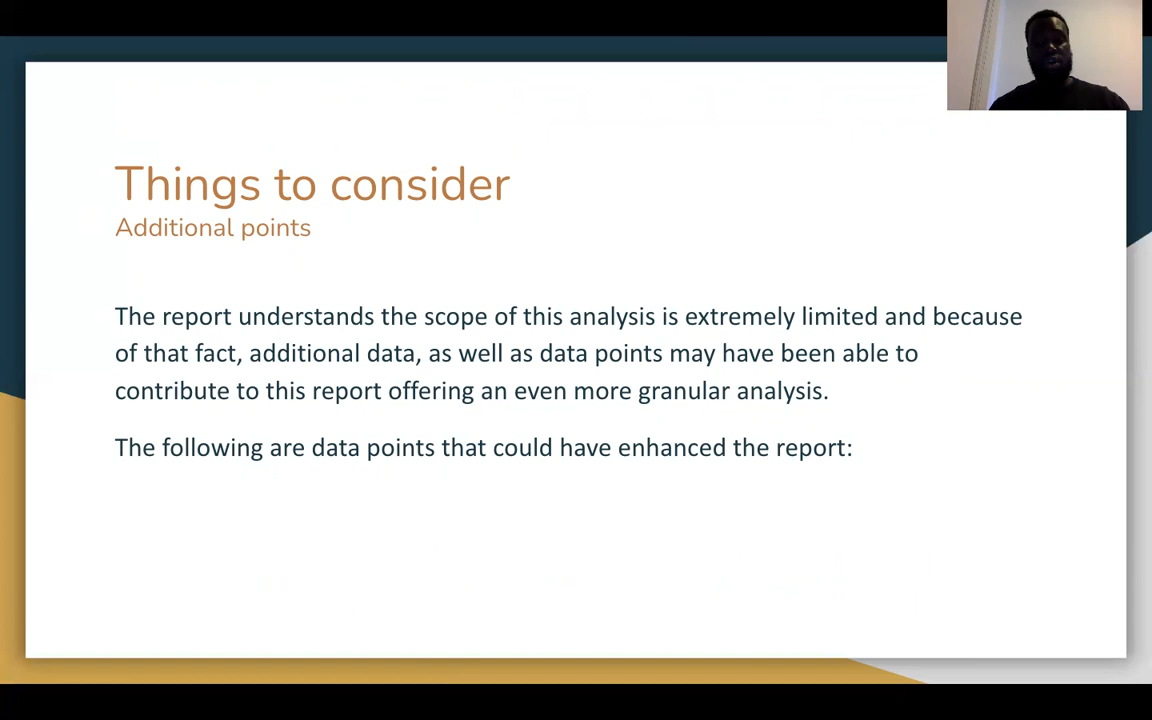 Things to consider
Additional points
The report understands the scope of this analysis is extremely limited and because
of that fact, additional data, as well as data points may have been able to
contribute to this report offering an even more granular analysis.
The following are data points that could have enhanced the report: